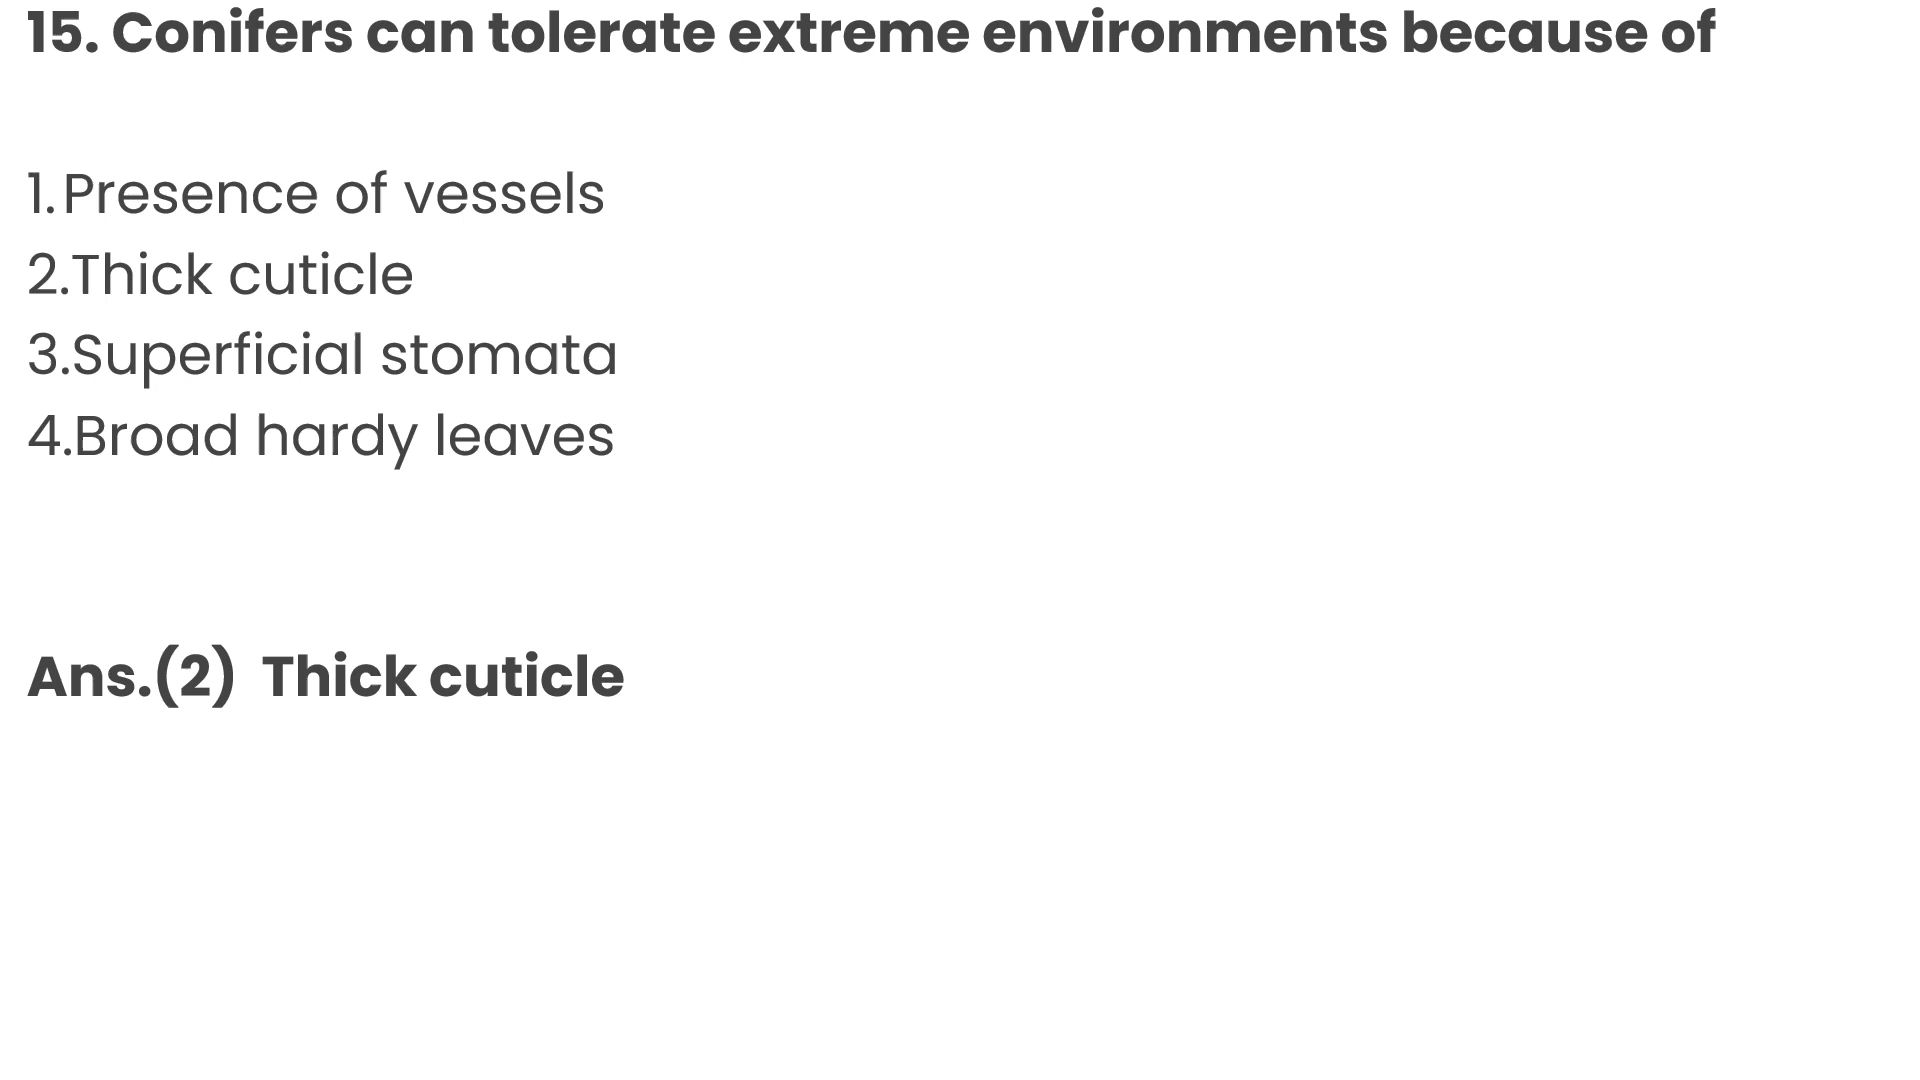 15. Conifers can tolerate extreme environments because of
1. Presence of vessels
2.Thick cuticle
3.Superficial stomata
4.Broad hardy leaves
Ans.(2) Thick cuticle